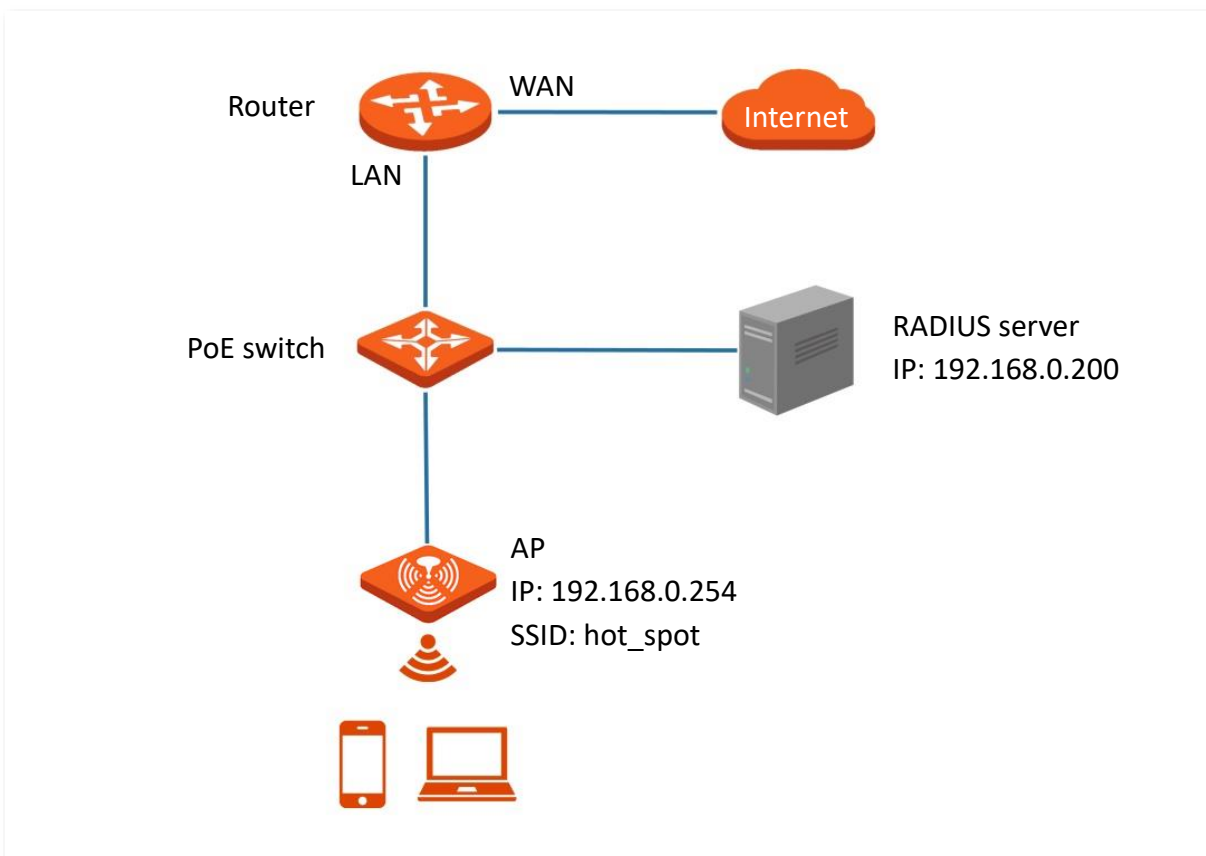 Router
WAN
Internet
LAN
PoE switch
RADIUS server
IP: 192.168.0.200
AP
IP: 192.168.0.254
SSID: hot_spot